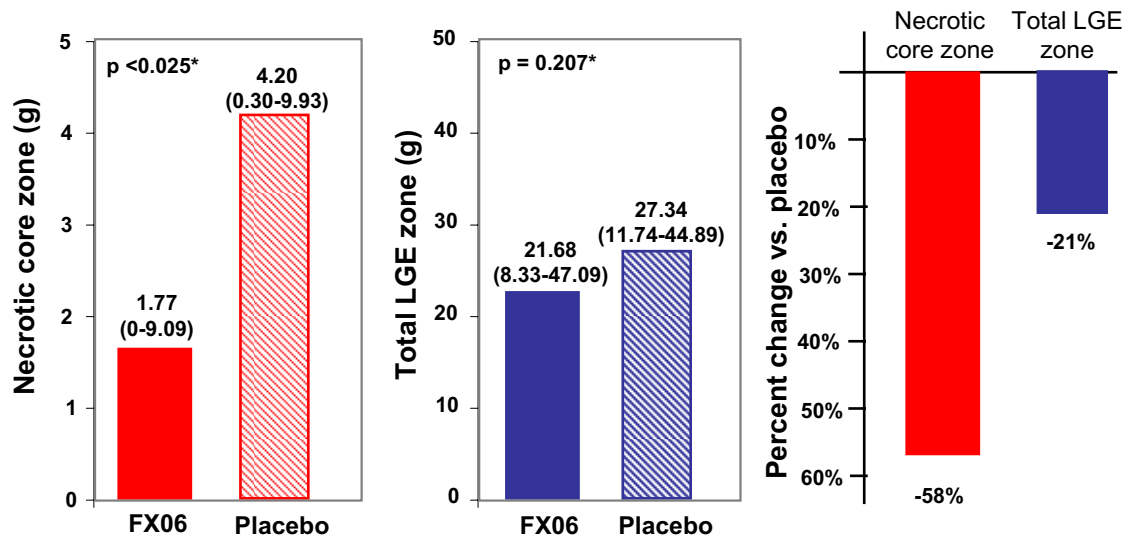 Necrotic core zone (g)
5
4
3
2
1
0
p <0.025*
4.20
(0.30-9.93)
1.77
(0-9.09)
FX06
Placebo
Total LGE zone (g)
50
40
30
20
10
0
p = 0.207*
27.34
(11.74-44.89)
21.68
(8.33-47.09)
FX06
Placebo
Percent change vs. placebo
Necrotic
core zone
Total LGE
zone
10%
20%
30%
40%
50%
60%
-21%
-58%